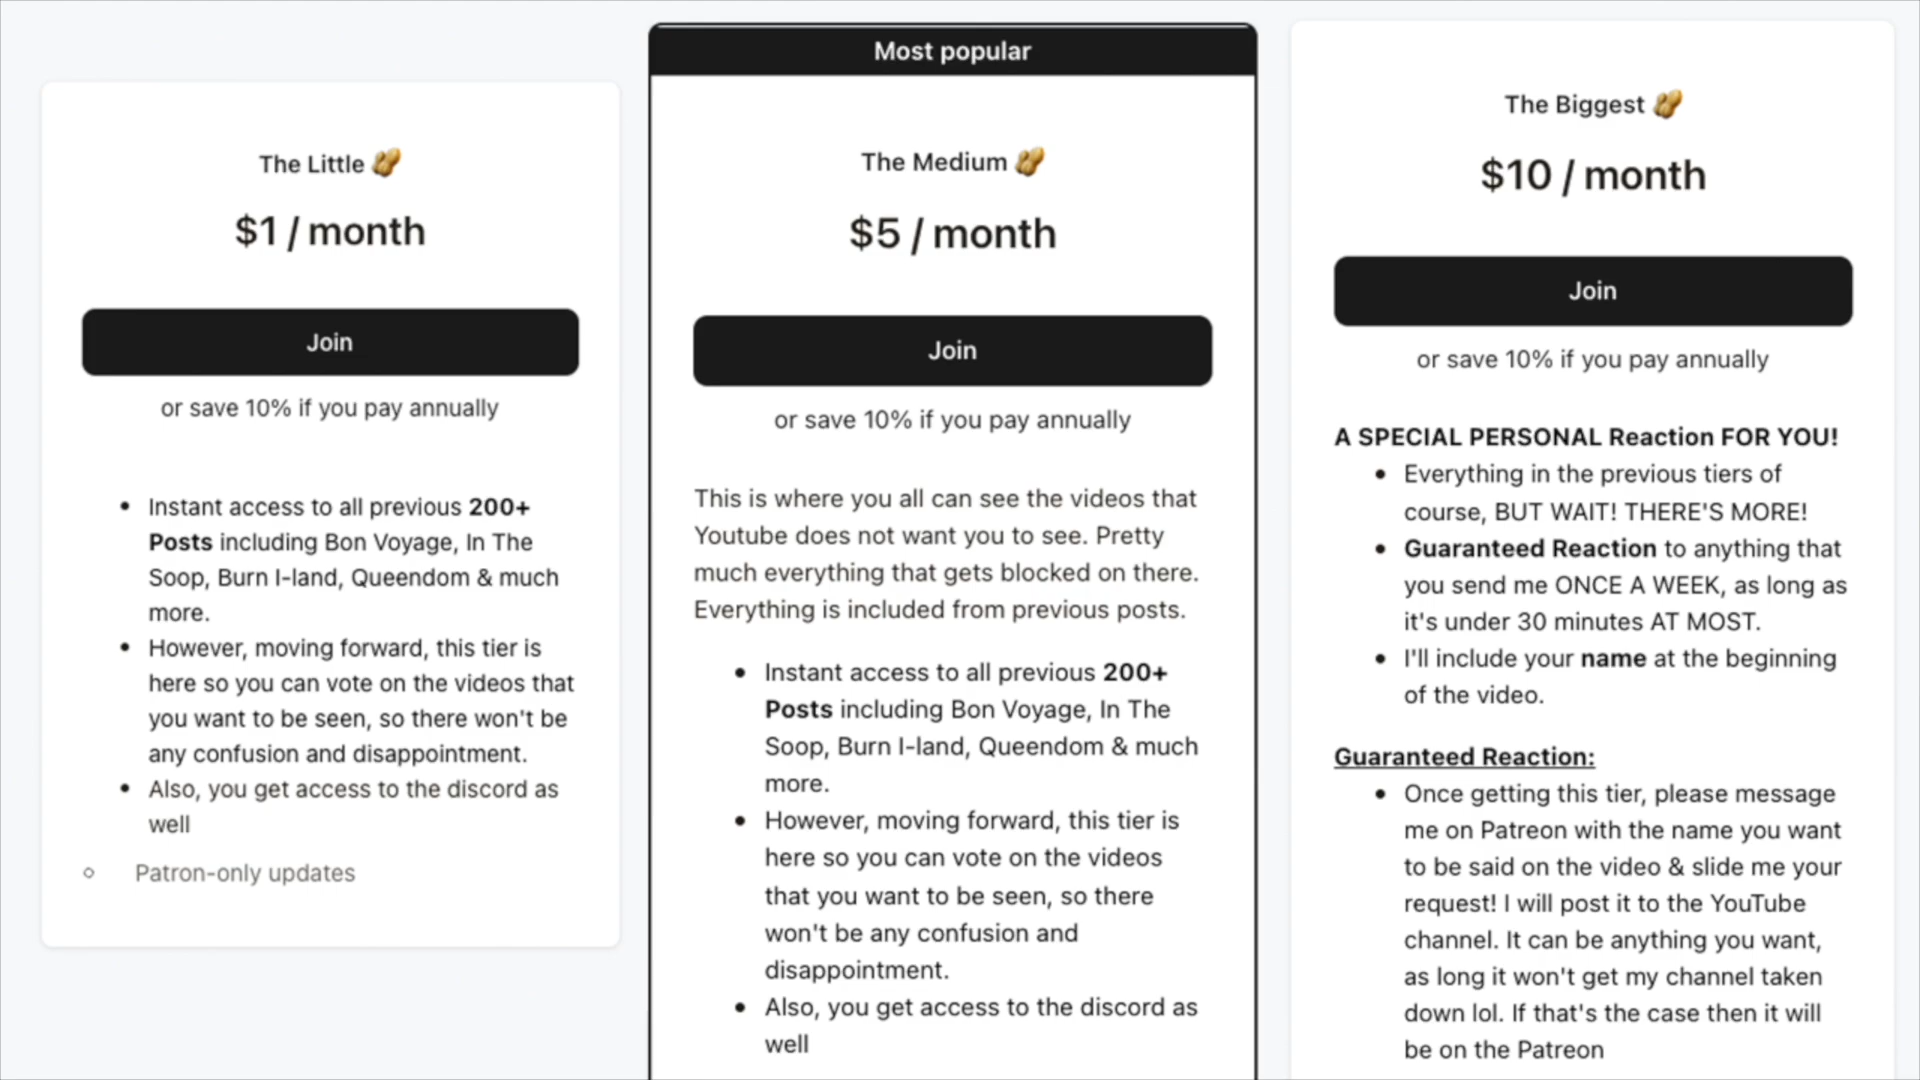 The Little 🥜
$1 / month
Join
or save 10% if you pay annually
Instant access to all previous 200+
Posts including Bon Voyage, In The
Soop, Burn I-land, Queendom & much
more.
However, moving forward, this tier is
here so you can vote on the videos that
you want to be seen, so there won't be
any confusion and disappointment.
Also, you get access to the discord as
well
Patron-only updates
Most popular
The Medium 🥜
$5 / month
Join
or save 10% if you pay annually
This is where you all can see the videos that
Youtube does not want you to see. Pretty
much everything that gets blocked on there.
Everything is included from previous posts.
Instant access to all previous 200+
Posts including Bon Voyage, In The
Soop, Burn I-land, Queendom & much
more.
However, moving forward, this tier is
here so you can vote on the videos
that you want to be seen, so there
won't be any confusion and
disappointment.
Also, you get access to the discord as
well
The Biggest 🥜
$10 / month
Join
or save 10% if you pay annually
A SPECIAL PERSONAL Reaction FOR YOU!
Everything in the previous tiers of
course, BUT WAIT! THERE'S MORE!
Guaranteed Reaction to anything that
you send me ONCE A WEEK, as long as
it's under 30 minutes AT MOST.
I'll include your name at the beginning
of the video.
Guaranteed Reaction:
Once getting this tier, please message
me on Patreon with the name you want
to be said on the video & slide me your
request! I will post it to the YouTube
channel. It can be anything you want,
as long it won't get my channel taken
down lol. If that's the case then it will
be on the Patreon